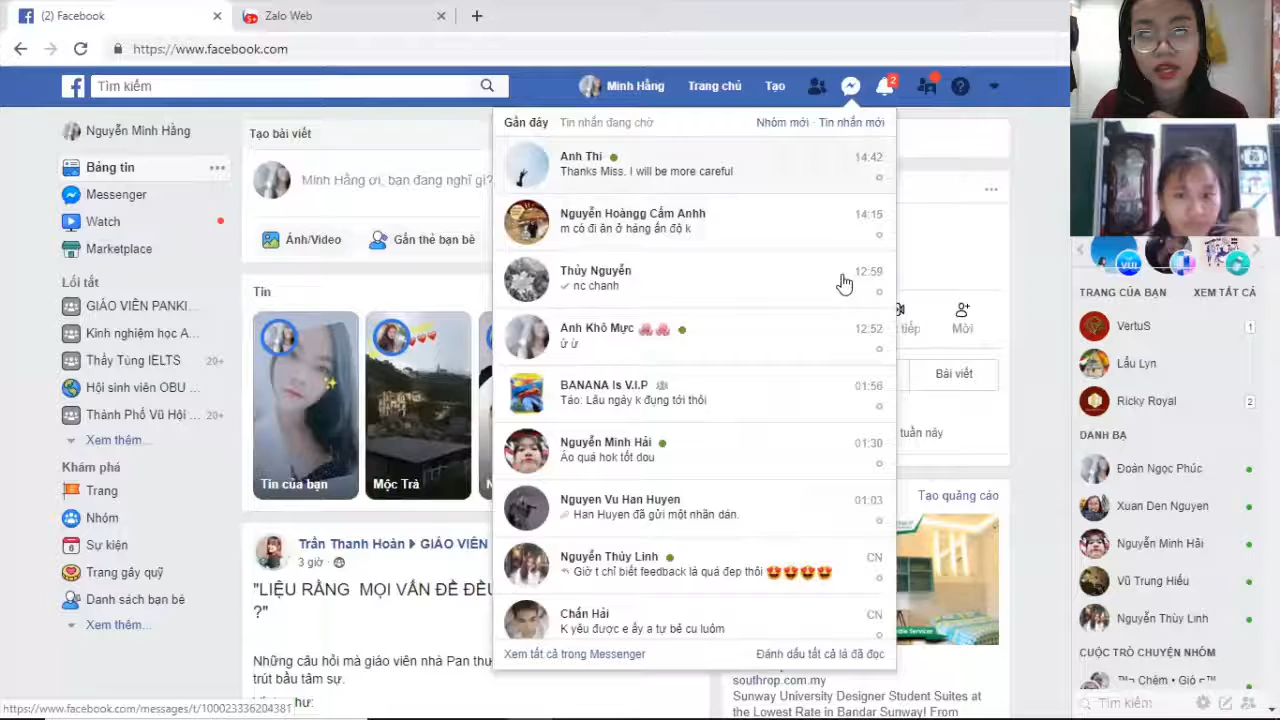 (2) Facebook
Zalo Web
https://www.facebook.com
Tìm kiếm
Minh Hằng
Trang chủ
Tạo
2
Nguyễn Minh Hằng
Bảng tin
Messenger
Watch
Marketplace
Lối tắt
GIÁO VIÊN PANKI...
Kinh nghiệm học A...
Thầy Tùng IELTS 20+
Hội sinh viên OBU ...
Thành Phố Vũ Hội ... 20+
Xem thêm...
Khám phá
Trang
Nhóm
Sự kiện
Trang gây quỹ
Danh sách bạn bè
Xem thêm...
https://www.facebook.com/messages/t/100023336204381
Tạo bài viết
Minh Hằng ơi, bạn đang nghĩ gì?
Ảnh/Video
Gắn thẻ bạn bè
Tin
Tin của bạn
Mộc Trà
Trần Thanh Hoàn
GIÁO VIÊN
3 giờ
"LIỆU RẰNG MỌI VẤN ĐỀ ĐỀU
?"
Những câu hỏi mà giáo viên nhà Pan thư
trút bầu tâm sự.
Gần đây
Tin nhắn đang chờ
Nhóm mới · Tin nhắn mới
Anh Thi
14:42
Thanks Miss. I will be more careful
Nguyễn Hoàngg Cẩm Anhh
14:15
m có đi ăn ở hàng ấn độ k
Thủy Nguyễn
12:59
nc chanh
Anh Khô Mực
12:52
ừ ừ
BANANA Is V.I.P
01:56
Táo: Lâu ngày k đụng tới thôi
Nguyễn Minh Hải
01:30
Ảo quá hok tốt dou
Nguyen Vu Han Huyen
01:03
Han Huyen đã gửi một nhãn dán.
Nguyễn Thùy Linh
CN
Giờ t chỉ biết feedback là quá đẹp thôi 😍😍😍😍
Chấn Hải
CN
K yêu được e ấy a tự bê cu luôm
Xem tất cả trong Messenger
Đánh dấu tất cả là đã đọc
tiếp
Mời
Bài viết
tuần này
Tạo quảng cáo
southrop.com.my
Sunway University Designer Student Suites at
the Lowest Rate in Bandar Sunway! From
TRANG CỦA BẠN
XEM TẤT CẢ
VertuS
1
Lẩu Lyn
Ricky Royal
2
DANH BẠ
Đoàn Ngọc Phúc
Xuan Den Nguyen
Nguyễn Minh Hải
Vũ Trung Hiếu
Nguyễn Thùy Linh
CUỘC TRÒ CHUYỆN NHÓM
Chêm • Gió
Tìm kiếm